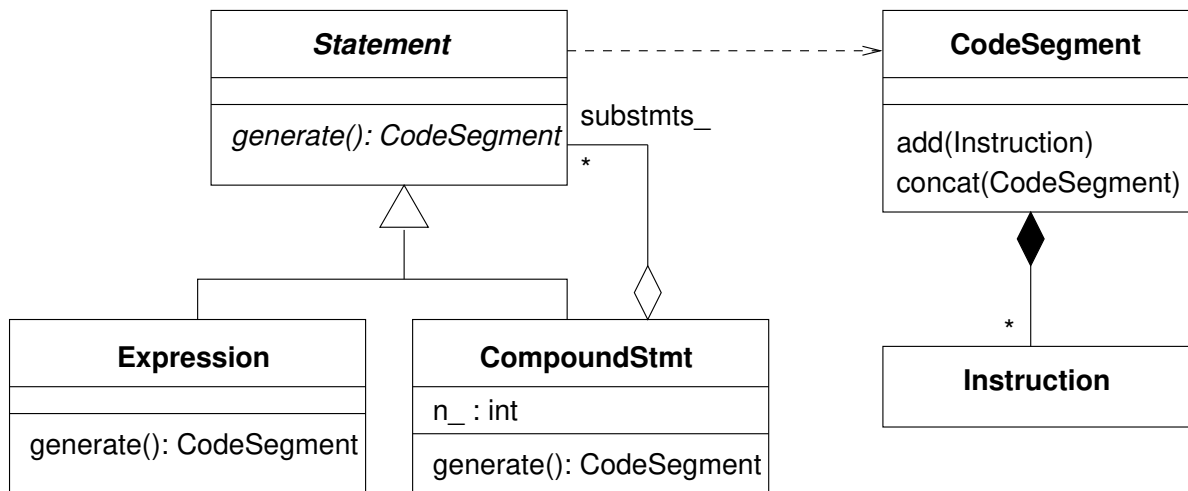 Statement
generate(): CodeSegment
substmts_
*
CodeSegment
add(Instruction)
concat(CodeSegment)
*
Instruction
Expression
generate(): CodeSegment
CompoundStmt
n_ : int
generate(): CodeSegment